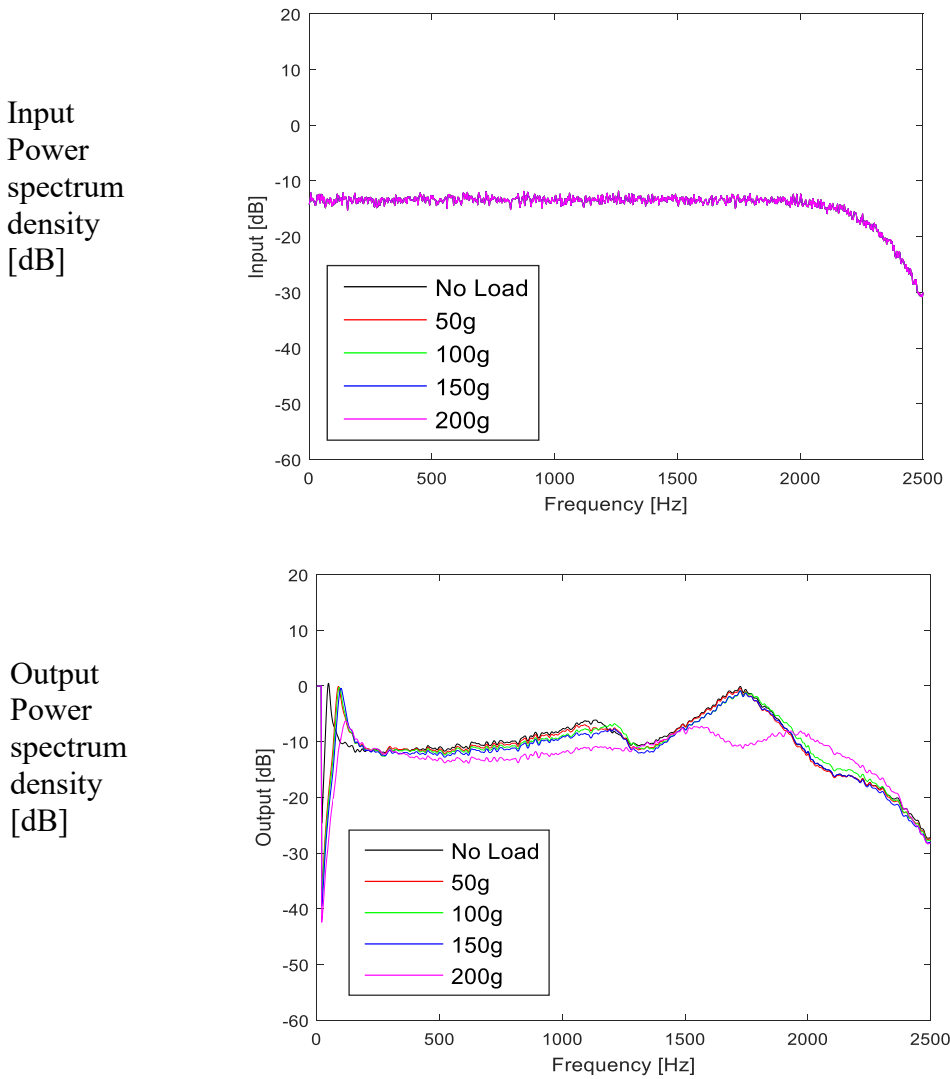 Input
Power
spectrum
density
[dB]
20
10
0
-10
-20
-30
-40
-50
-60
Input [dB]
No Load
50g
100g
150g
200g
0 500 1000 1500 2000 2500
Frequency [Hz]
Output
Power
spectrum
density
[dB]
20
10
0
-10
-20
-30
-40
-50
-60
Output [dB]
No Load
50g
100g
150g
200g
0 500 1000 1500 2000 2500
Frequency [Hz]